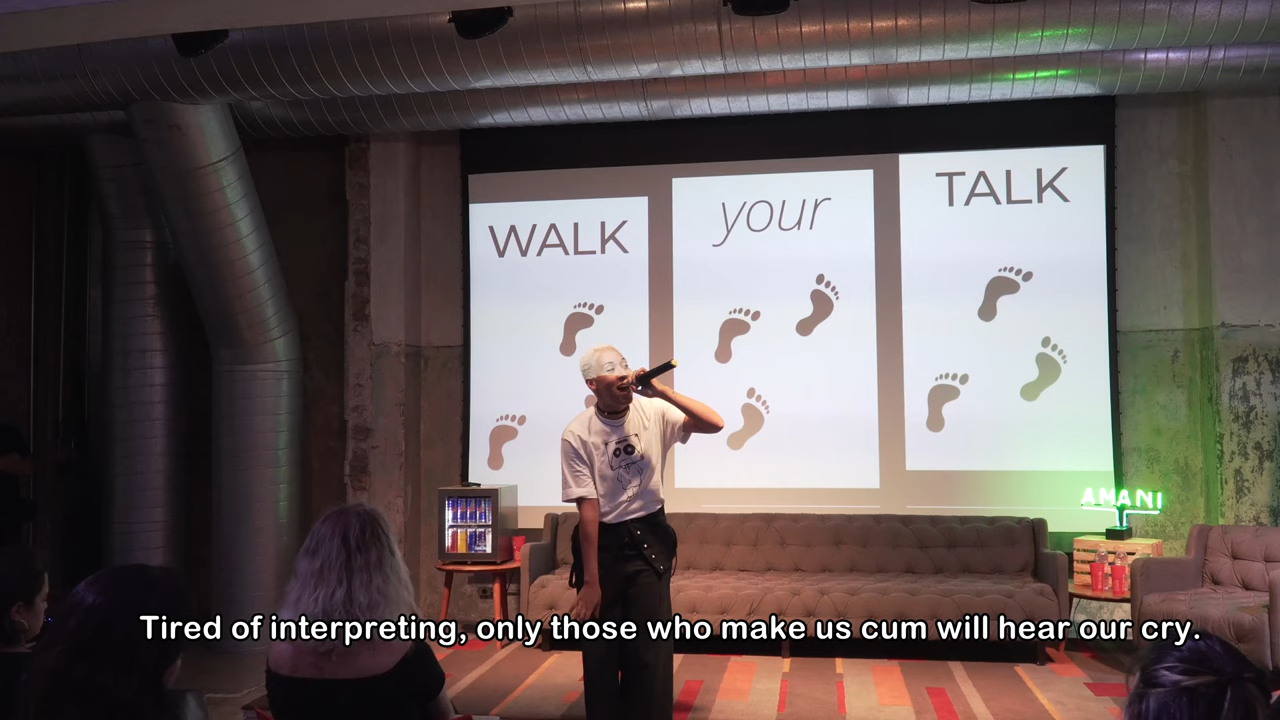 WALK
your
TALK
AMANI
Tired of interpreting, only those who make us cum will hear our cry.